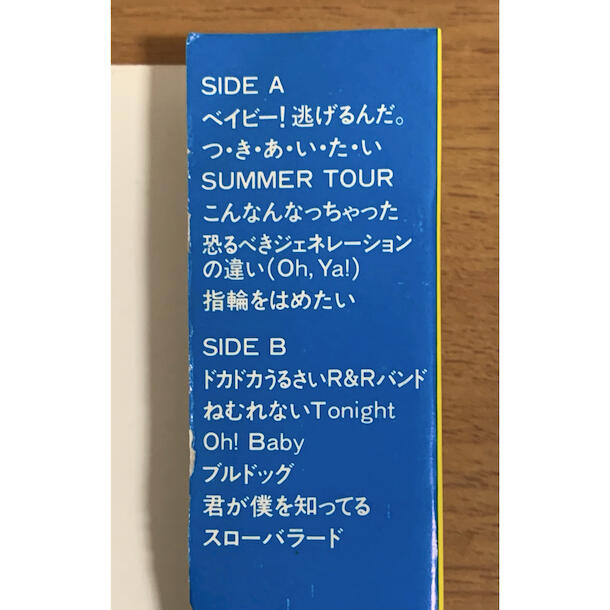 SIDE A
ベイビー!逃げるんだ。
つ・き・あ・い・た・い
SUMMER TOUR
こんなんなっちゃった
恐るべきジェネレーション
の違い(Oh, Ya!)
指輪をはめたい
SIDE B
ドカドカうるさいR&Rバンド
ねむれないTonight
Oh! Baby
ブルドッグ
君が僕を知ってる
スローバラード